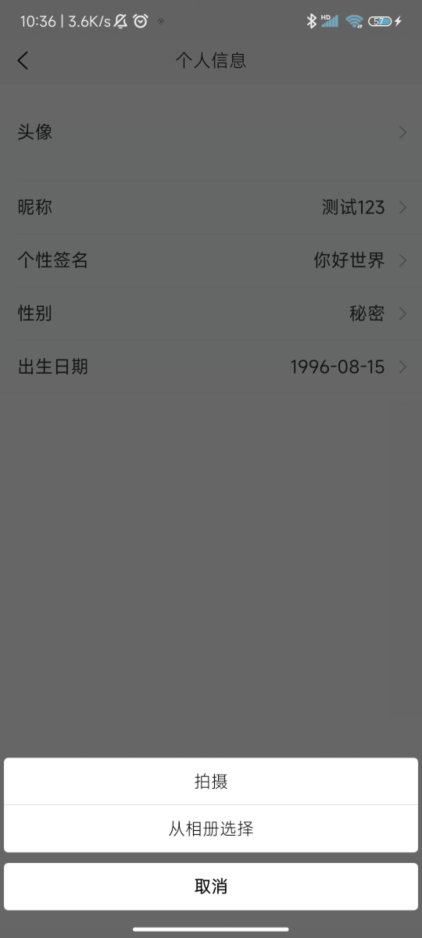 10:36 | 3.6K/s
个人信息
头像
昵称 测试123
个性签名 你好世界
性别 秘密
出生日期 1996-08-15
拍摄
从相册选择
取消